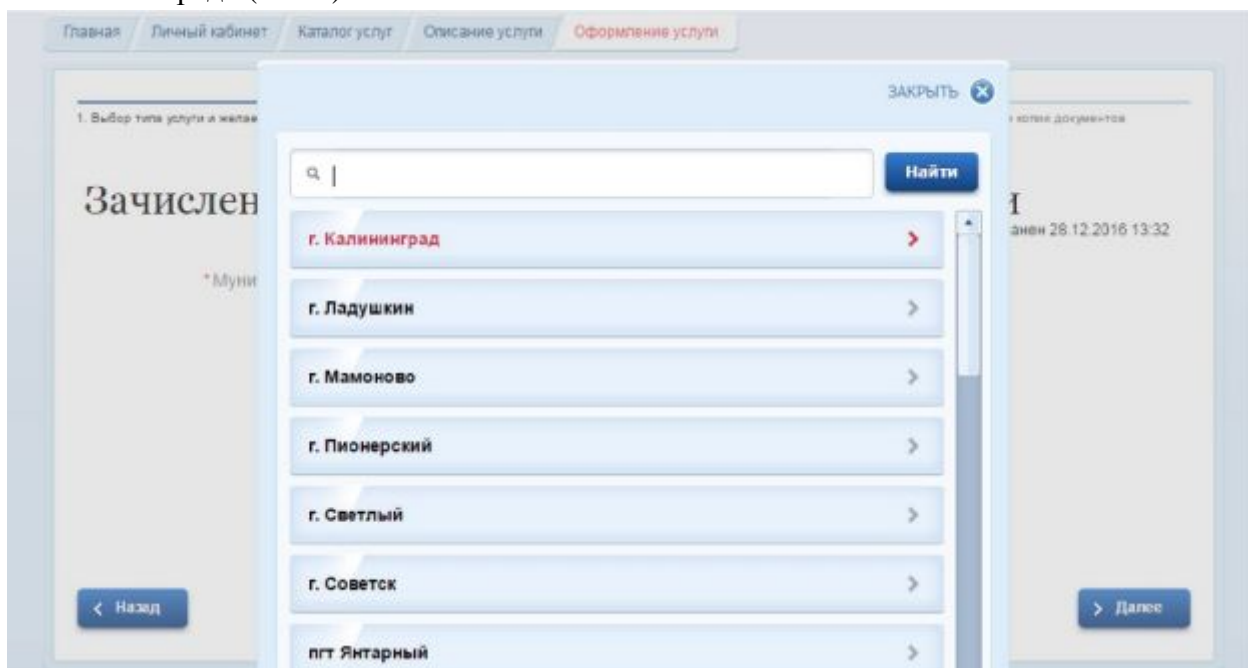 Главная Личный кабинет Каталог услуг Описание услуги Оформление услуги
ЗАКРЫТЬ
1. Выбор типа услуги и желае
копии документов
Найти
Зачислен
и
анен 28.12.2016 13:32
г. Калининград
*Муни
г. Ладушкин
г. Мамоново
г. Пионерский
г. Светлый
г. Советск
Назад
Далее
пгт Янтарный